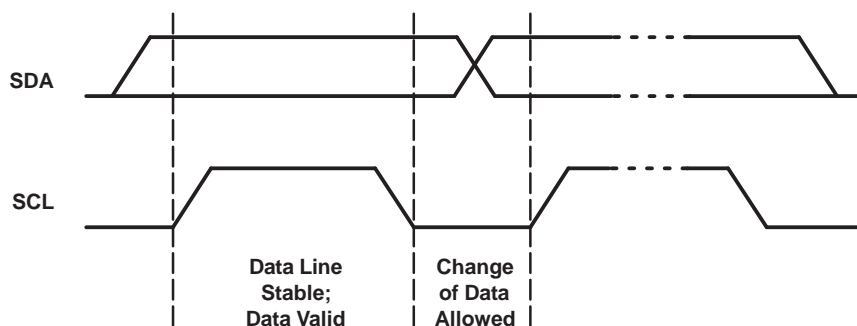 SDA
SCL
Data Line
Stable;
Data Valid
Change
of Data
Allowed